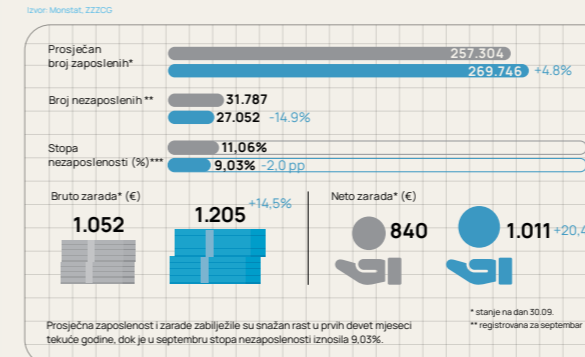 Izvor: Monstat, ZZZCG
Prosječan
broj zaposlenih*
257.304
269.746 +4.8%
Broj nezaposlenih **
31.787
27.052 -14.9%
Stopa
nezaposlenosti (%)***
11,06%
9,03% -2,0 pp
Bruto zarada* (€)
1.052
1.205 +14,5%
Neto zarada* (€)
840
1.011 +20,4
* stanje na dan 30.09.
** registrovana za septembar
Prosječna zaposlenost i zarade zabilježile su snažan rast u prvih devet mjeseci
tekuće godine, dok je u septembru stopa nezaposlenosti iznosila 9,03%.